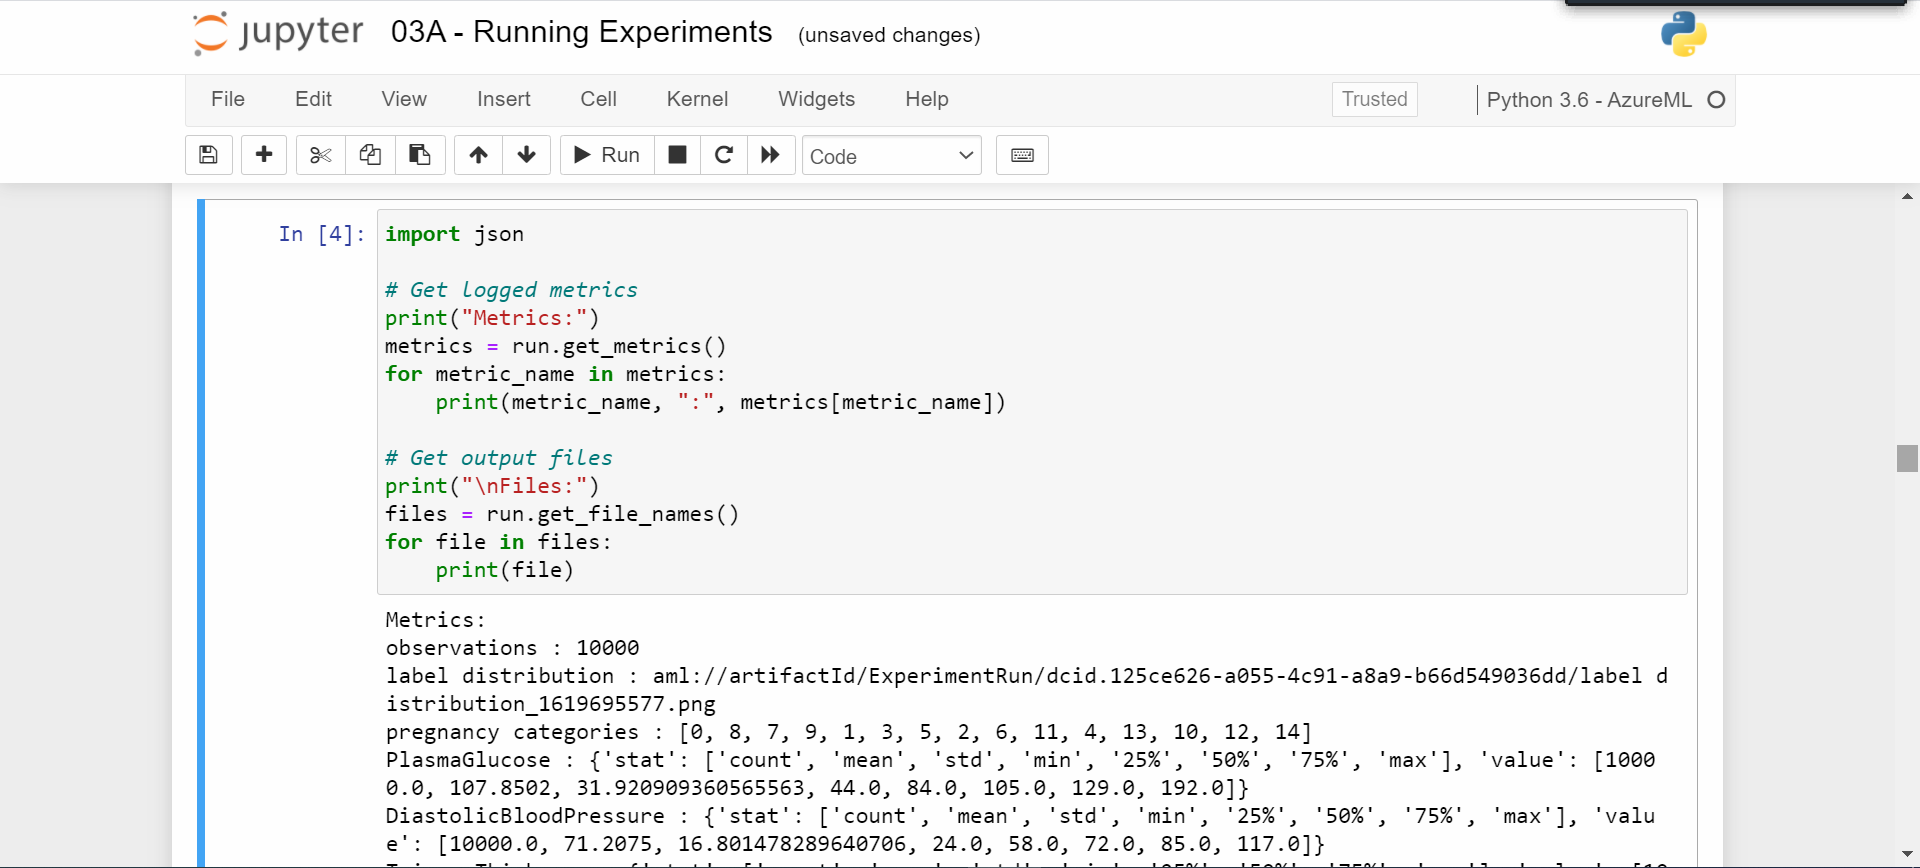 jupyter 03A - Running Experiments (unsaved changes)
File Edit View Insert Cell Kernel Widgets Help Trusted Python 3.6 - AzureML
Run Code
In [4]: import json
# Get logged metrics
print("Metrics:")
metrics = run.get_metrics()
for metric_name in metrics:
    print(metric_name, ":", metrics[metric_name])
# Get output files
print("\nFiles:")
files = run.get_file_names()
for file in files:
    print(file)
Metrics:
observations : 10000
label distribution : aml://artifactId/ExperimentRun/dcid.125ce626-a055-4c91-a8a9-b66d549036dd/label d
istribution_1619695577.png
pregnancy categories : [0, 8, 7, 9, 1, 3, 5, 2, 6, 11, 4, 13, 10, 12, 14]
PlasmaGlucose : {'stat': ['count', 'mean', 'std', 'min', '25%', '50%', '75%', 'max'], 'value': [1000
0.0, 107.8502, 31.920909360565563, 44.0, 84.0, 105.0, 129.0, 192.0]}
DiastolicBloodPressure : {'stat': ['count', 'mean', 'std', 'min', '25%', '50%', '75%', 'max'], 'valu
e': [10000.0, 71.2075, 16.801478289640706, 24.0, 58.0, 72.0, 85.0, 117.0]}